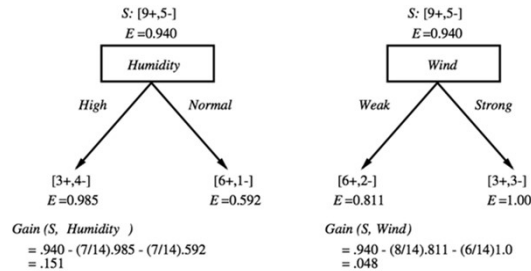 S: [9+,5-]
E =0.940
Humidity
High
Normal
[3+,4-]
E =0.985
[6+,1-]
E =0.592
Gain (S, Humidity )
= .940 - (7/14).985 - (7/14).592
= .151
S: [9+,5-]
E =0.940
Wind
Weak
Strong
[6+,2-]
E =0.811
[3+,3-]
E =1.00
Gain (S, Wind)
= .940 - (8/14).811 - (6/14)1.0
= .048